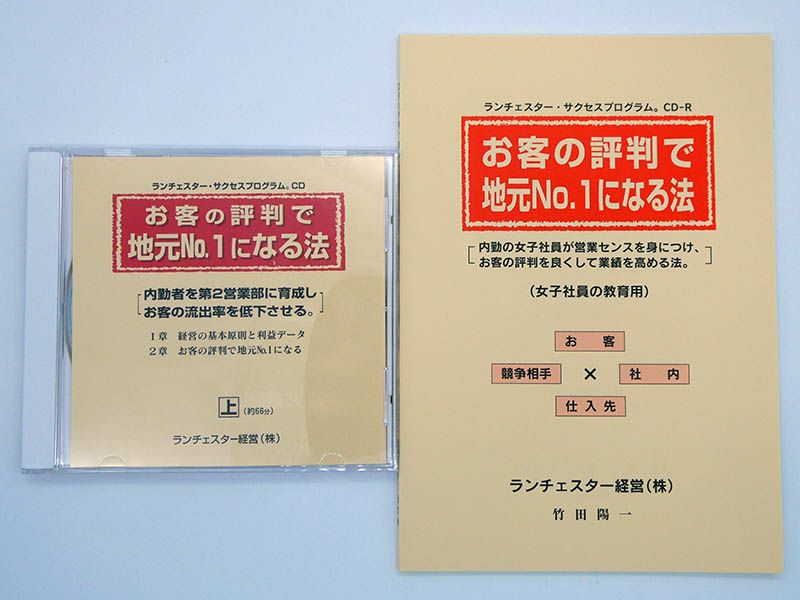 ランチェスター・サクセスプログラム。CD
お客の評判で
地元No.1になる法
内勤者を第2営業部に育成し
お客の流出率を低下させる。
1章 経営の基本原則と利益データ
2章 お客の評判で地元No.1になる
上 (約66分)
ランチェスター経営(株)
ランチェスター・サクセスプログラム。CD-R
お客の評判で
地元No.1になる法
内勤の女子社員が営業センスを身につけ、
お客の評判を良くして業績を高める法。
(女子社員の教育用)
お客
競争相手 × 社内
仕入先
ランチェスター経営(株)
竹田陽一